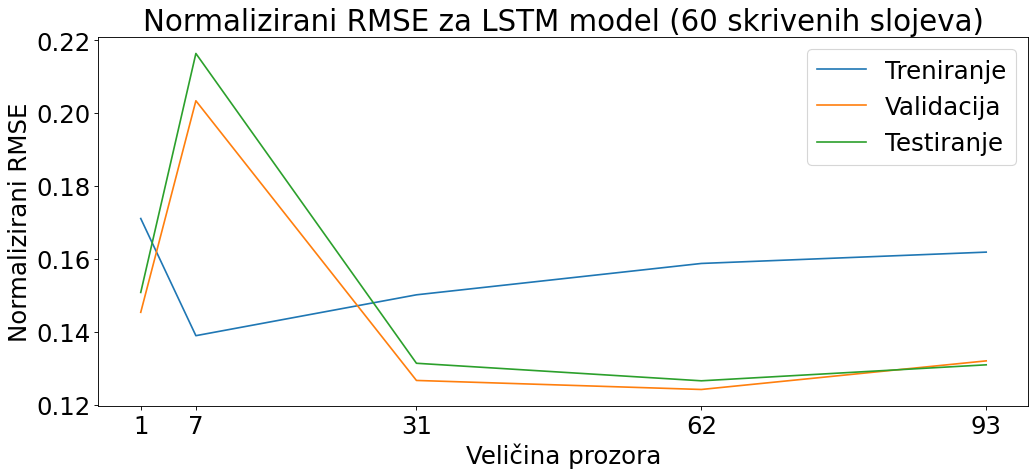 Normalizirani RMSE za LSTM model (60 skrivenih slojeva)
Normalizirani RMSE
0.22
0.20
0.18
0.16
0.14
0.12
Treniranje
Validacija
Testiranje
1 7 31 62 93
Veličina prozora